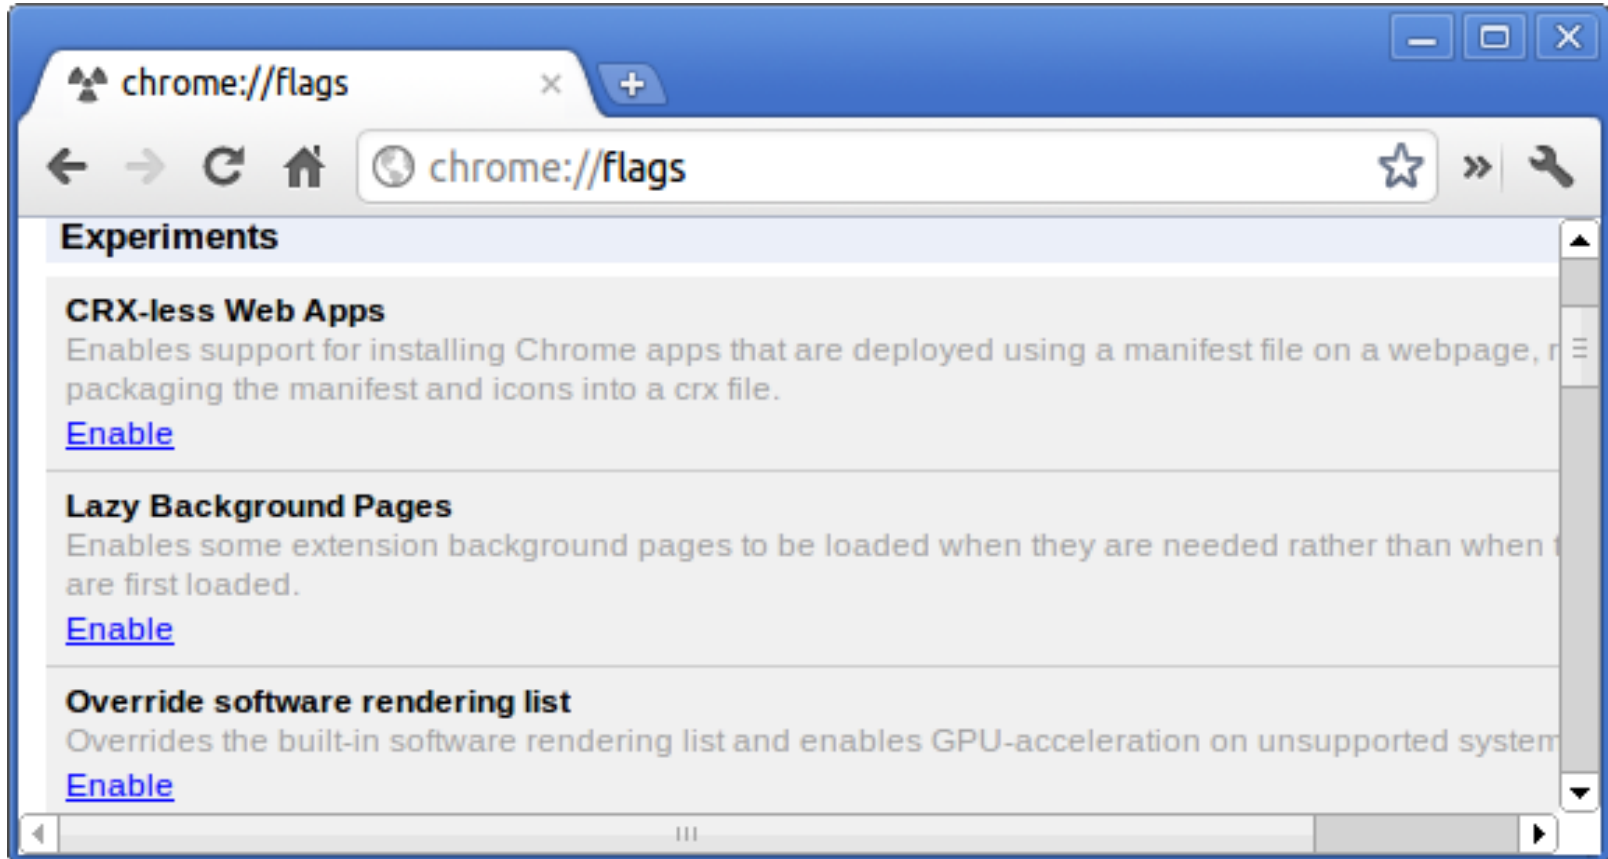 chrome://flags
chrome://flags
Experiments
CRX-less Web Apps
Enables support for installing Chrome apps that are deployed using a manifest file on a webpage,
packaging the manifest and icons into a crx file.
Enable
Lazy Background Pages
Enables some extension background pages to be loaded when they are needed rather than when
are first loaded.
Enable
Override software rendering list
Overrides the built-in software rendering list and enables GPU-acceleration on unsupported system
Enable